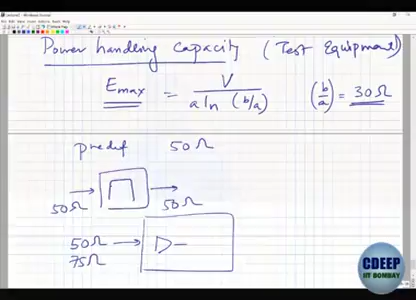 Power handling capacity (Test Equipment)
Emax = V / a ln (b/a) (b/a) = 30Ω
predef 50Ω
50Ω 50Ω
50Ω
75Ω
CDEEP
IIT BOMBAY